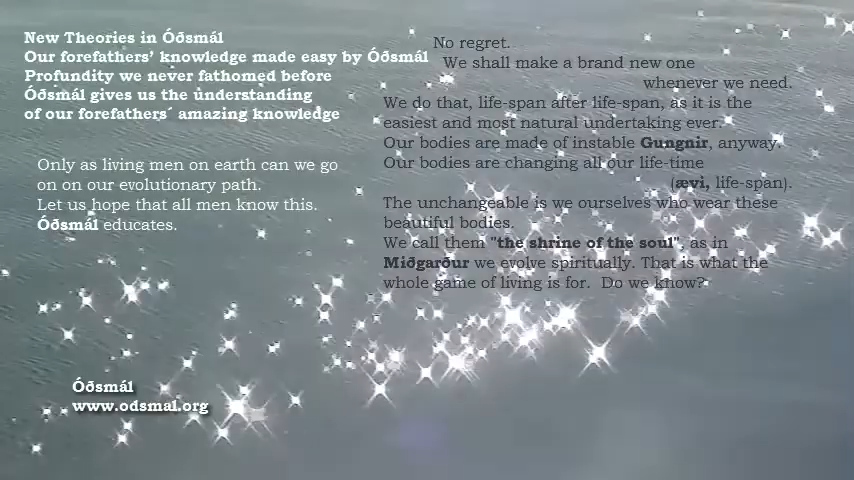 New Theories in Óðsmál
Our forefathers' knowledge made easy by Óðsmál
Profundity we never fathomed before
Óðsmál gives us the understanding
of our forefathers´ amazing knowledge
Only as living men on earth can we go
on on our evolutionary path.
Let us hope that all men know this.
Óðsmál educates.
No regret.
We shall make a brand new one
whenever we need.
We do that, life-span after life-span, as it is the
easiest and most natural undertaking ever.
Our bodies are made of instable Gungnir, anyway.
Our bodies are changing all our life-time
(ævi, life-span).
The unchangeable is we ourselves who wear these
beautiful bodies.
We call them "the shrine of the soul", as in
Miðgarður we evolve spiritually. That is what the
whole game of living is for.  Do we know?
Óðsmál
www.odsmal.org